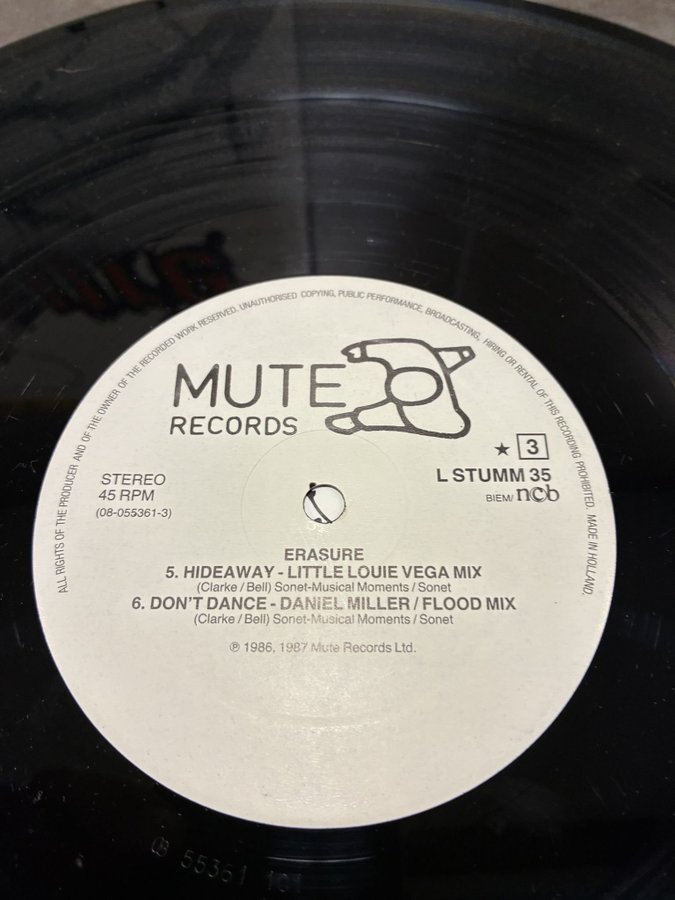 ALL RIGHTS OF THE PRODUCER AND OF THE OWNER OF THE RECORDED WORK RESERVED. UNAUTHORISED COPYING, PUBLIC PERFORMANCE, BROADCASTING, HIRING OR RENTAL OF THIS RECORDING PROHIBITED. MADE IN HOLLAND.
MUTE
RECORDS
★ 3
STEREO
L STUMM 35
45 RPM
BIEM/ncb
(08-055361-3)
ERASURE
5. HIDEAWAY - LITTLE LOUIE VEGA MIX
(Clarke / Bell) Sonet-Musical Moments / Sonet
6. DON'T DANCE - DANIEL MILLER / FLOOD MIX
(Clarke / Bell) Sonet-Musical Moments / Sonet
℗ 1986, 1987 Mute Records Ltd.
55361